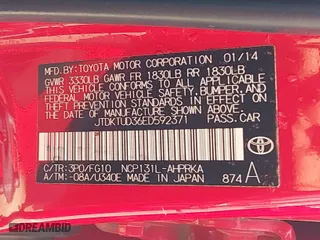 MFD. BY: TOYOTA MOTOR CORPORATION 01/14
GVWR 3330LB GAWR FR 1830LB RR 1830LB
THIS VEHICLE CONFORMS TO ALL APPLICABLE
FEDERAL MOTOR VEHICLE SAFETY, BUMPER, AND
THEFT PREVENTION STANDARDS IN EFFECT ON
THE DATE OF MANUFACTURE SHOWN ABOVE.
JTDKTUD36ED592371 PASS. CAR
TOYOTA
C/TR: 3P0/FG10 NCP131L-AHPRKA
A/TM: -08A/U340E MADE IN JAPAN 874 A
DREAMBID